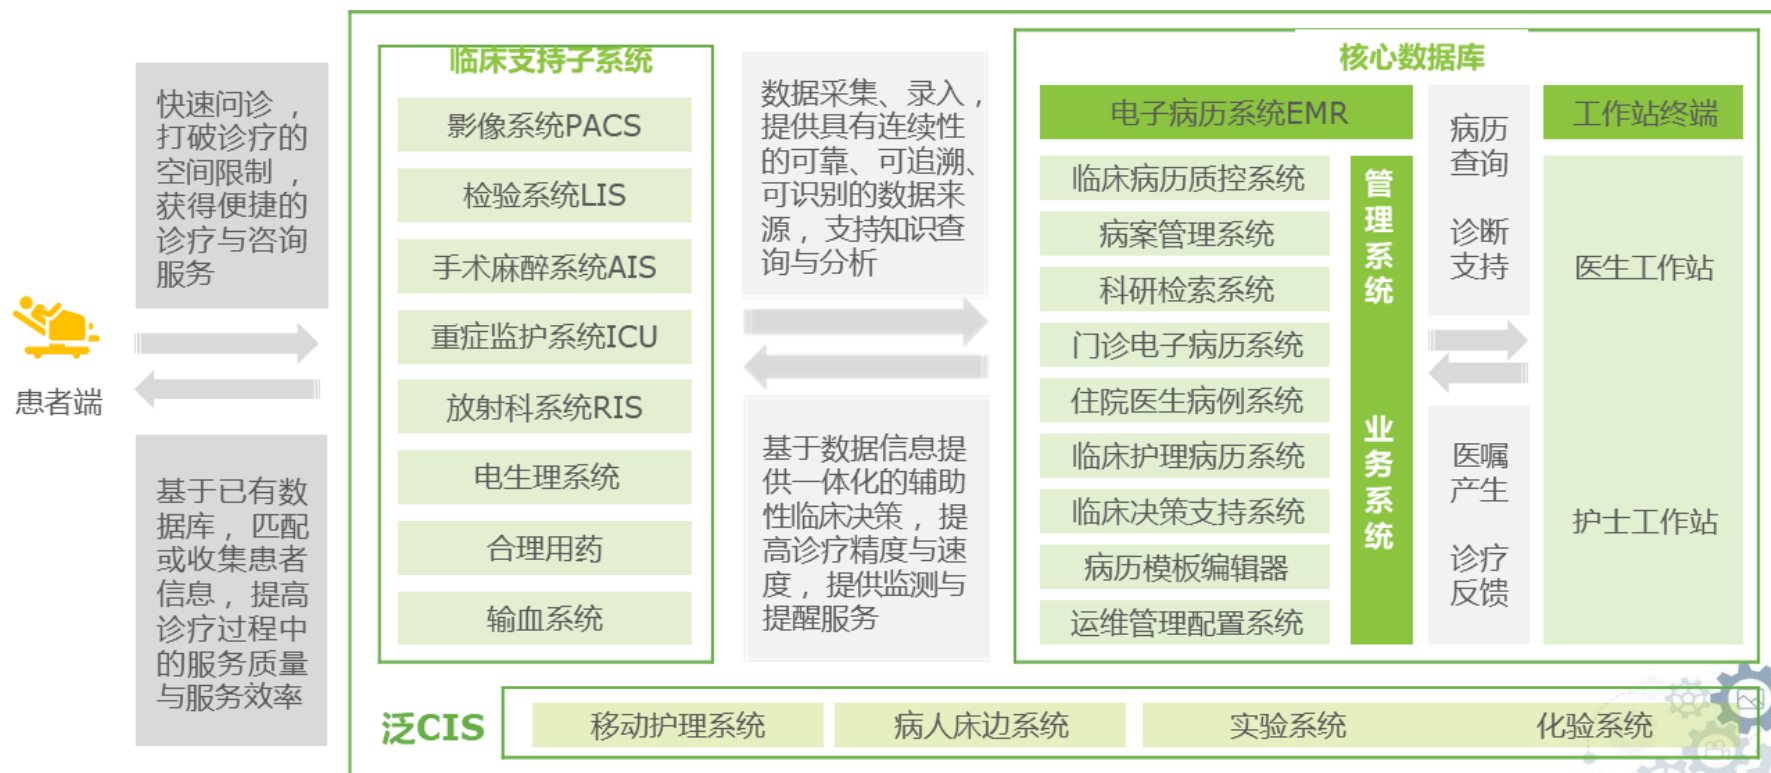 患者端
快速问诊，
打破诊疗的
空间限制，
获得便捷的
诊疗与咨询
服务
基于已有数
据库，匹配
或收集患者
信息，提高
诊疗过程中
的服务质量
与服务效率
临床支持子系统
影像系统PACS
检验系统LIS
手术麻醉系统AIS
重症监护系统ICU
放射科系统RIS
电生理系统
合理用药
输血系统
数据采集、录入，
提供具有连续性
的可靠、可追溯、
可识别的数据来
源，支持知识查
询与分析
基于数据信息提
供一体化的辅助
性临床决策，提
高诊疗精度与速
度，提供监测与
提醒服务
核心数据库
电子病历系统EMR
临床病历质控系统
病案管理系统
科研检索系统
门诊电子病历系统
住院医生病例系统
临床护理病历系统
临床决策支持系统
病历模板编辑器
运维管理配置系统
管理系统
业务系统
病历
查询
诊断
支持
医嘱
产生
诊疗
反馈
工作站终端
医生工作站
护士工作站
泛CIS
移动护理系统
病人床边系统
实验系统
化验系统